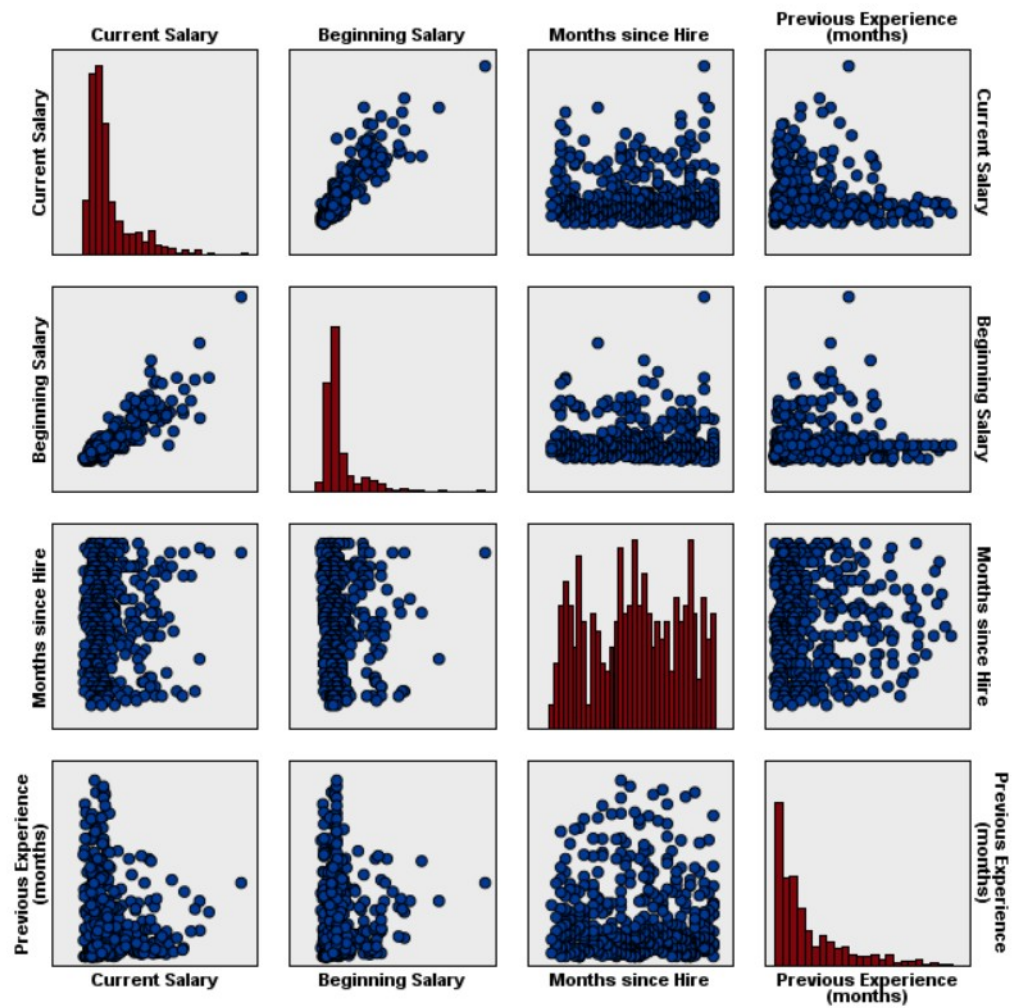 Current Salary
Beginning Salary
Months since Hire
Previous Experience
(months)
Current Salary
Current Salary
Beginning Salary
Beginning Salary
Months since Hire
Months since Hire
Previous Experience
(months)
Previous Experience
(months)
Current Salary
Beginning Salary
Months since Hire
Previous Experience
(months)